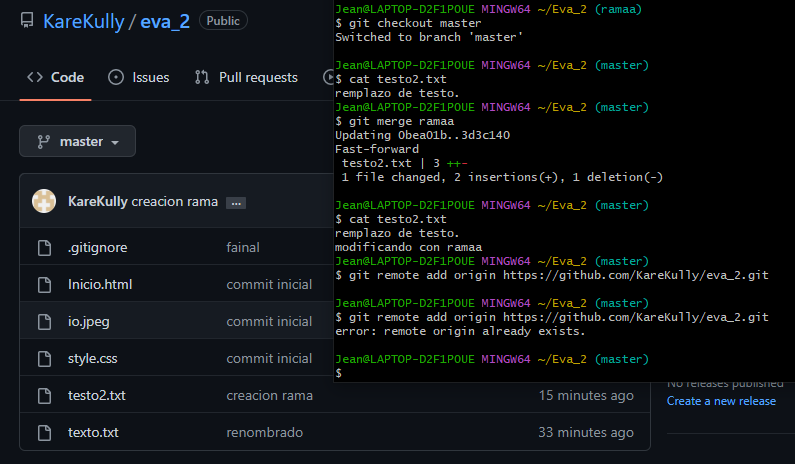 KareKully / eva_2 Public
Code Issues Pull requests
master
KareKully creacion rama ...
.gitignore fainal
Inicio.html commit inicial
io.jpeg commit inicial
style.css commit inicial
testo2.txt creacion rama 15 minutes ago
texto.txt renombrado 33 minutes ago
Jean@LAPTOP-D2F1POUE MINGW64 ~/Eva_2 (ramaa)
$ git checkout master
Switched to branch 'master'
Jean@LAPTOP-D2F1POUE MINGW64 ~/Eva_2 (master)
$ cat testo2.txt
remplazo de testo.
Jean@LAPTOP-D2F1POUE MINGW64 ~/Eva_2 (master)
$ git merge ramaa
Updating 0bea01b..3d3c140
Fast-forward
testo2.txt | 3 ++-
1 file changed, 2 insertions(+), 1 deletion(-)
Jean@LAPTOP-D2F1POUE MINGW64 ~/Eva_2 (master)
$ cat testo2.txt
remplazo de testo.
modificando con ramaa
Jean@LAPTOP-D2F1POUE MINGW64 ~/Eva_2 (master)
$ git remote add origin https://github.com/KareKully/eva_2.git
Jean@LAPTOP-D2F1POUE MINGW64 ~/Eva_2 (master)
$ git remote add origin https://github.com/KareKully/eva_2.git
error: remote origin already exists.
Jean@LAPTOP-D2F1POUE MINGW64 ~/Eva_2 (master)
$
No releases published
Create a new release